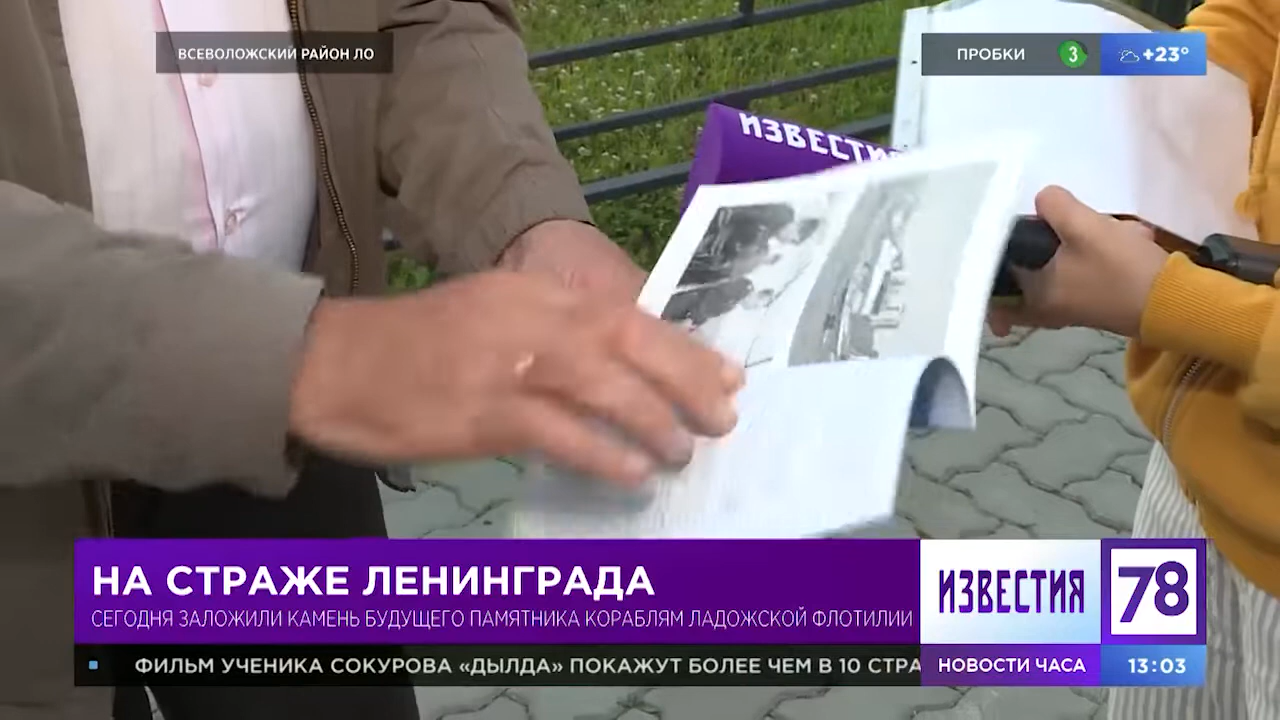 ВСЕВОЛОЖСКИЙ РАЙОН ЛО
ПРОБКИ 3 +23°
ИЗВЕСТИЯ
НА СТРАЖЕ ЛЕНИНГРАДА
СЕГОДНЯ ЗАЛОЖИЛИ КАМЕНЬ БУДУЩЕГО ПАМЯТНИКА КОРАБЛЯМ ЛАДОЖСКОЙ ФЛОТИЛИИ
ИЗВЕСТИЯ 78
ФИЛЬМ УЧЕНИКА СОКУРОВА «ДЫЛДА» ПОКАЖУТ БОЛЕЕ ЧЕМ В 10 СТРА
НОВОСТИ ЧАСА 13:03